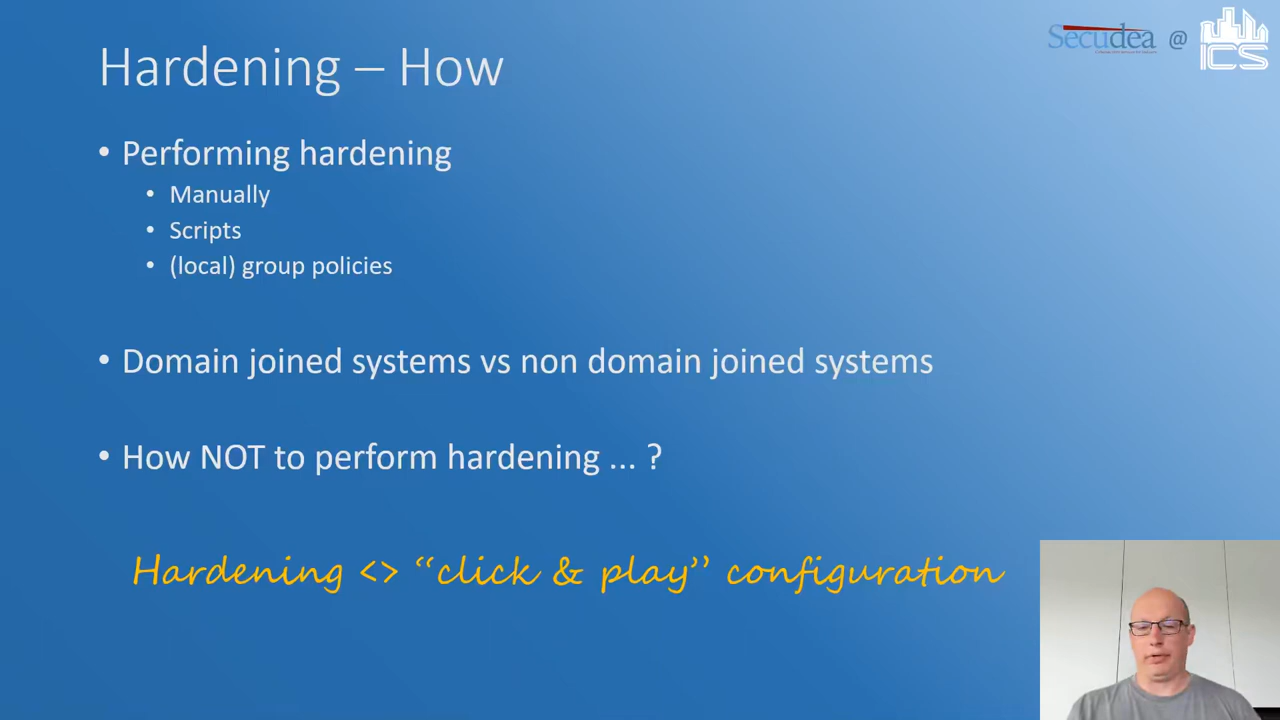 Secudea @ ICS
Hardening – How
• Performing hardening
• Manually
• Scripts
• (local) group policies
• Domain joined systems vs non domain joined systems
• How NOT to perform hardening ... ?
Hardening <> “click & play” configuration